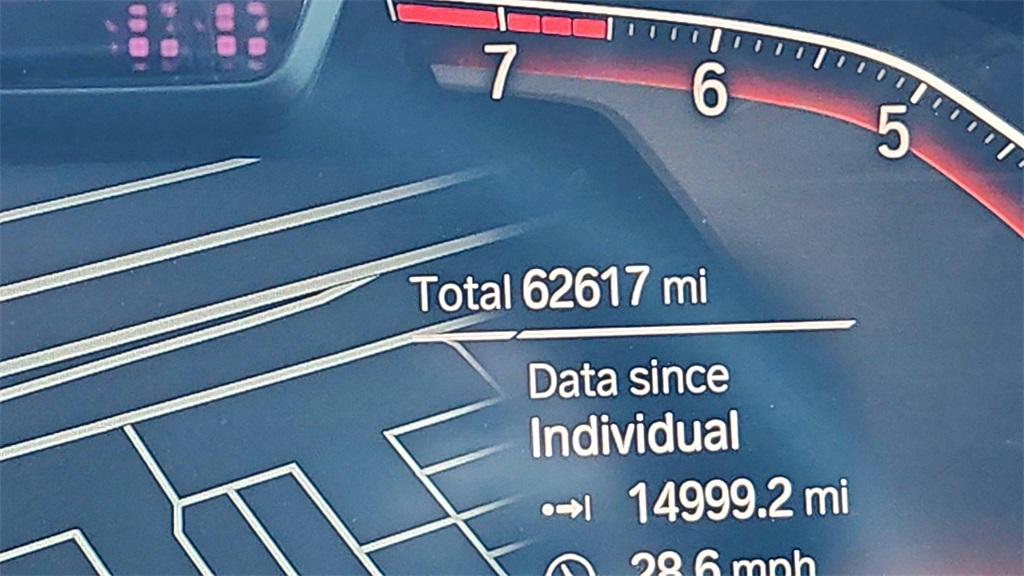 7 6 5
Total 62617 mi
Data since
Individual
14999.2 mi
28.6 mph